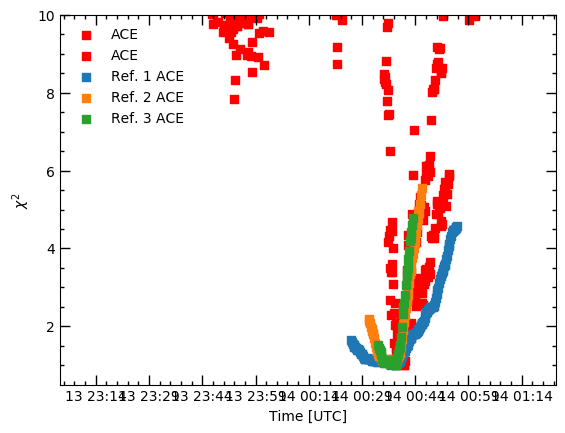 10
8
6
4
2
χ²
ACE
ACE
Ref. 1 ACE
Ref. 2 ACE
Ref. 3 ACE
13 23:14 13 23:29 13 23:44 13 23:59 14 00:14 14 00:29 14 00:44 14 00:59 14 01:14
Time [UTC]